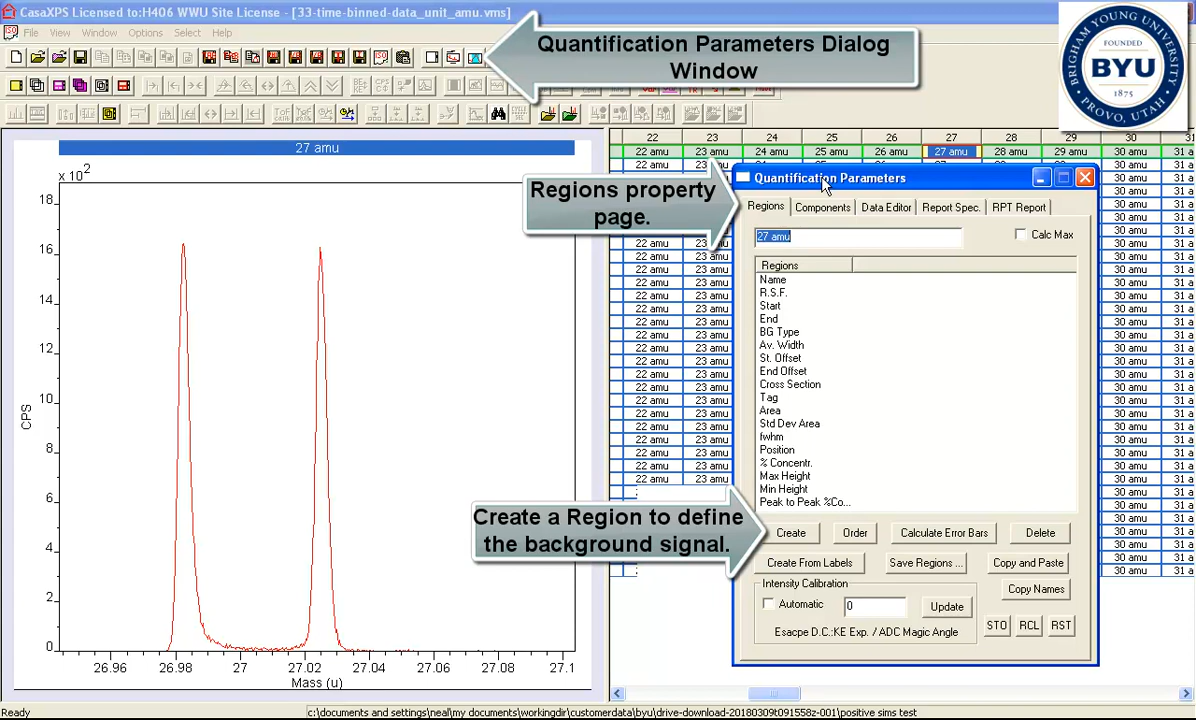 CasaXPS Licensed to:H406 WWU Site License - [33-time-binned-data_unit_amu.vms]
File View Window Options Select Help
Quantification Parameters Dialog
Window
BRIGHAM YOUNG UNIVERSITY
FOUNDED
BYU
1875
PROVO, UTAH
27 amu
x 10²
18
16
14
12
10
8
6
4
2
0
CPS
26.96 26.98 27 27.02 27.04 27.06 27.08 27.1
Mass (u)
22 23 24 25 26 27 28 29 30 31
22 amu 23 amu 24 amu 25 amu 26 amu 27 amu 28 amu 29 amu 30 amu 31 a
Regions property
page.
Quantification Parameters
Regions Components Data Editor Report Spec. RPT Report
27 amu
Calc Max
Regions
Name
R.S.F.
Start
End
BG Type
Av. Width
St. Offset
End Offset
Cross Section
Tag
Area
Std Dev Area
fwhm
Position
% Concentr.
Max Height
Min Height
Peak to Peak %Co...
Create a Region to define
the background signal.
Create Order Calculate Error Bars Delete
Create From Labels Save Regions ... Copy and Paste
Intensity Calibration
Copy Names
Automatic 0 Update
STO RCL RST
Esacpe D.C.:KE Exp. / ADC Magic Angle
Ready
c:\documents and settings\neal\my documents\workingdir\customerdata\byu\drive-download-20180309t091558z-001\positive sims test